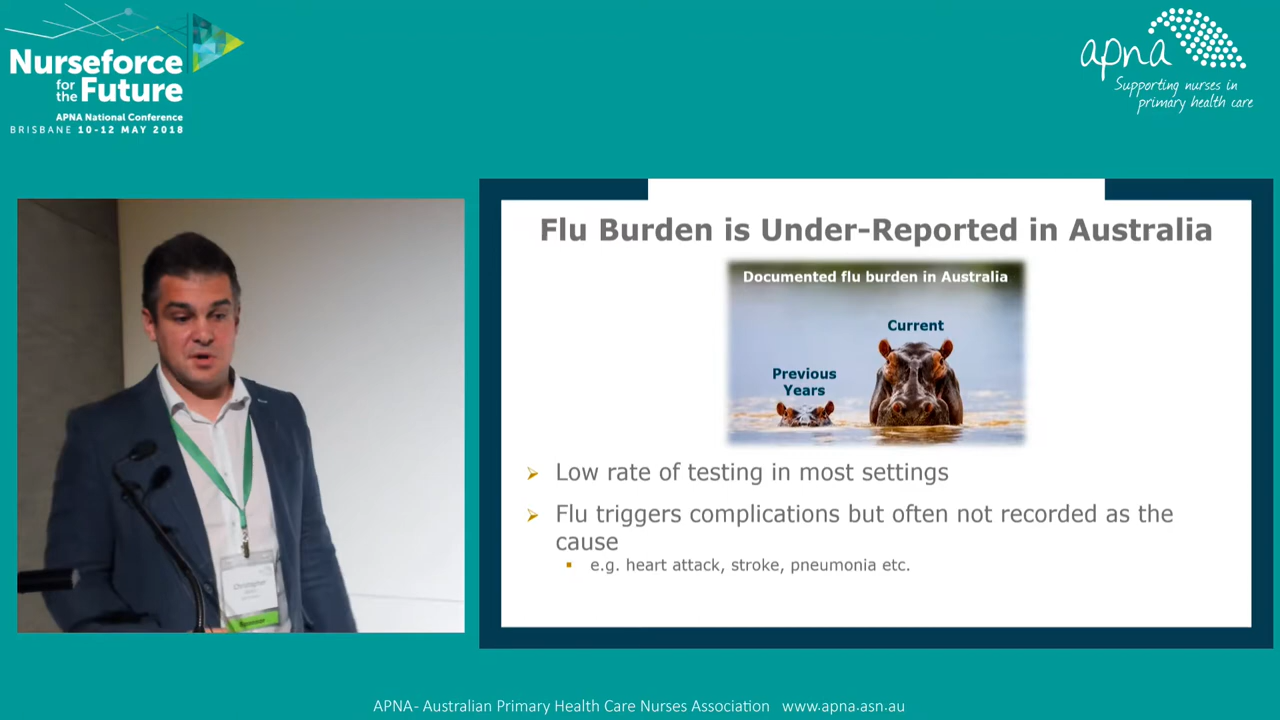 Nurseforce
for
the Future
APNA National Conference
BRISBANE 10-12 MAY 2018
apna
Supporting nurses in
primary health care
Flu Burden is Under-Reported in Australia
Documented flu burden in Australia
Current
Previous
Years
Low rate of testing in most settings
Flu triggers complications but often not recorded as the
cause
e.g. heart attack, stroke, pneumonia etc.
Christopher
Sponsor
APNA- Australian Primary Health Care Nurses Association www.apna.asn.au